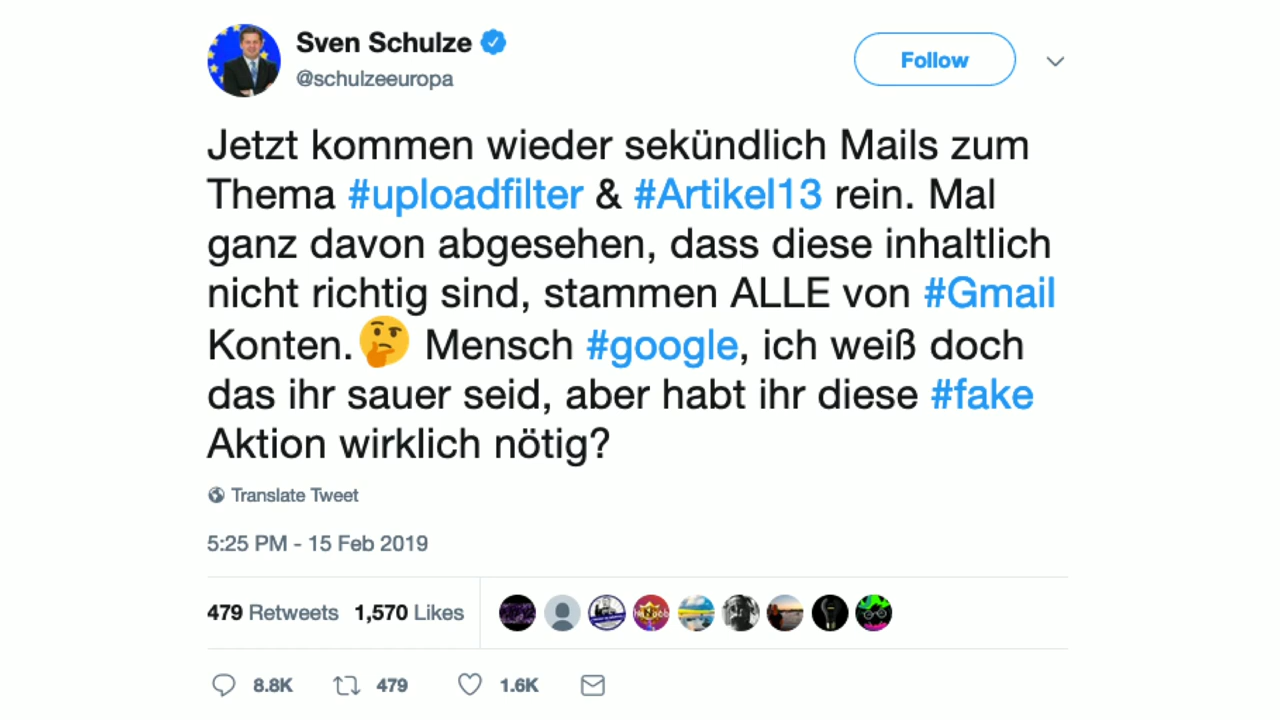 Sven Schulze
@schulzeeuropa
Follow
Jetzt kommen wieder sekündlich Mails zum
Thema #uploadfilter & #Artikel13 rein. Mal
ganz davon abgesehen, dass diese inhaltlich
nicht richtig sind, stammen ALLE von #Gmail
Konten.🤔 Mensch #google, ich weiß doch
das ihr sauer seid, aber habt ihr diese #fake
Aktion wirklich nötig?
Translate Tweet
5:25 PM - 15 Feb 2019
479 Retweets 1,570 Likes
8.8K 479 1.6K